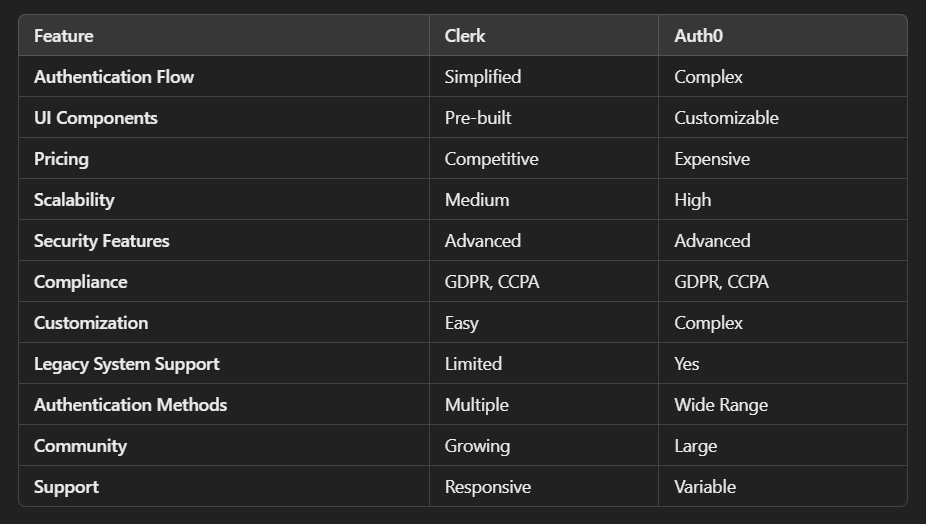 Feature Clerk Auth0
Authentication Flow Simplified Complex
UI Components Pre-built Customizable
Pricing Competitive Expensive
Scalability Medium High
Security Features Advanced Advanced
Compliance GDPR, CCPA GDPR, CCPA
Customization Easy Complex
Legacy System Support Limited Yes
Authentication Methods Multiple Wide Range
Community Growing Large
Support Responsive Variable